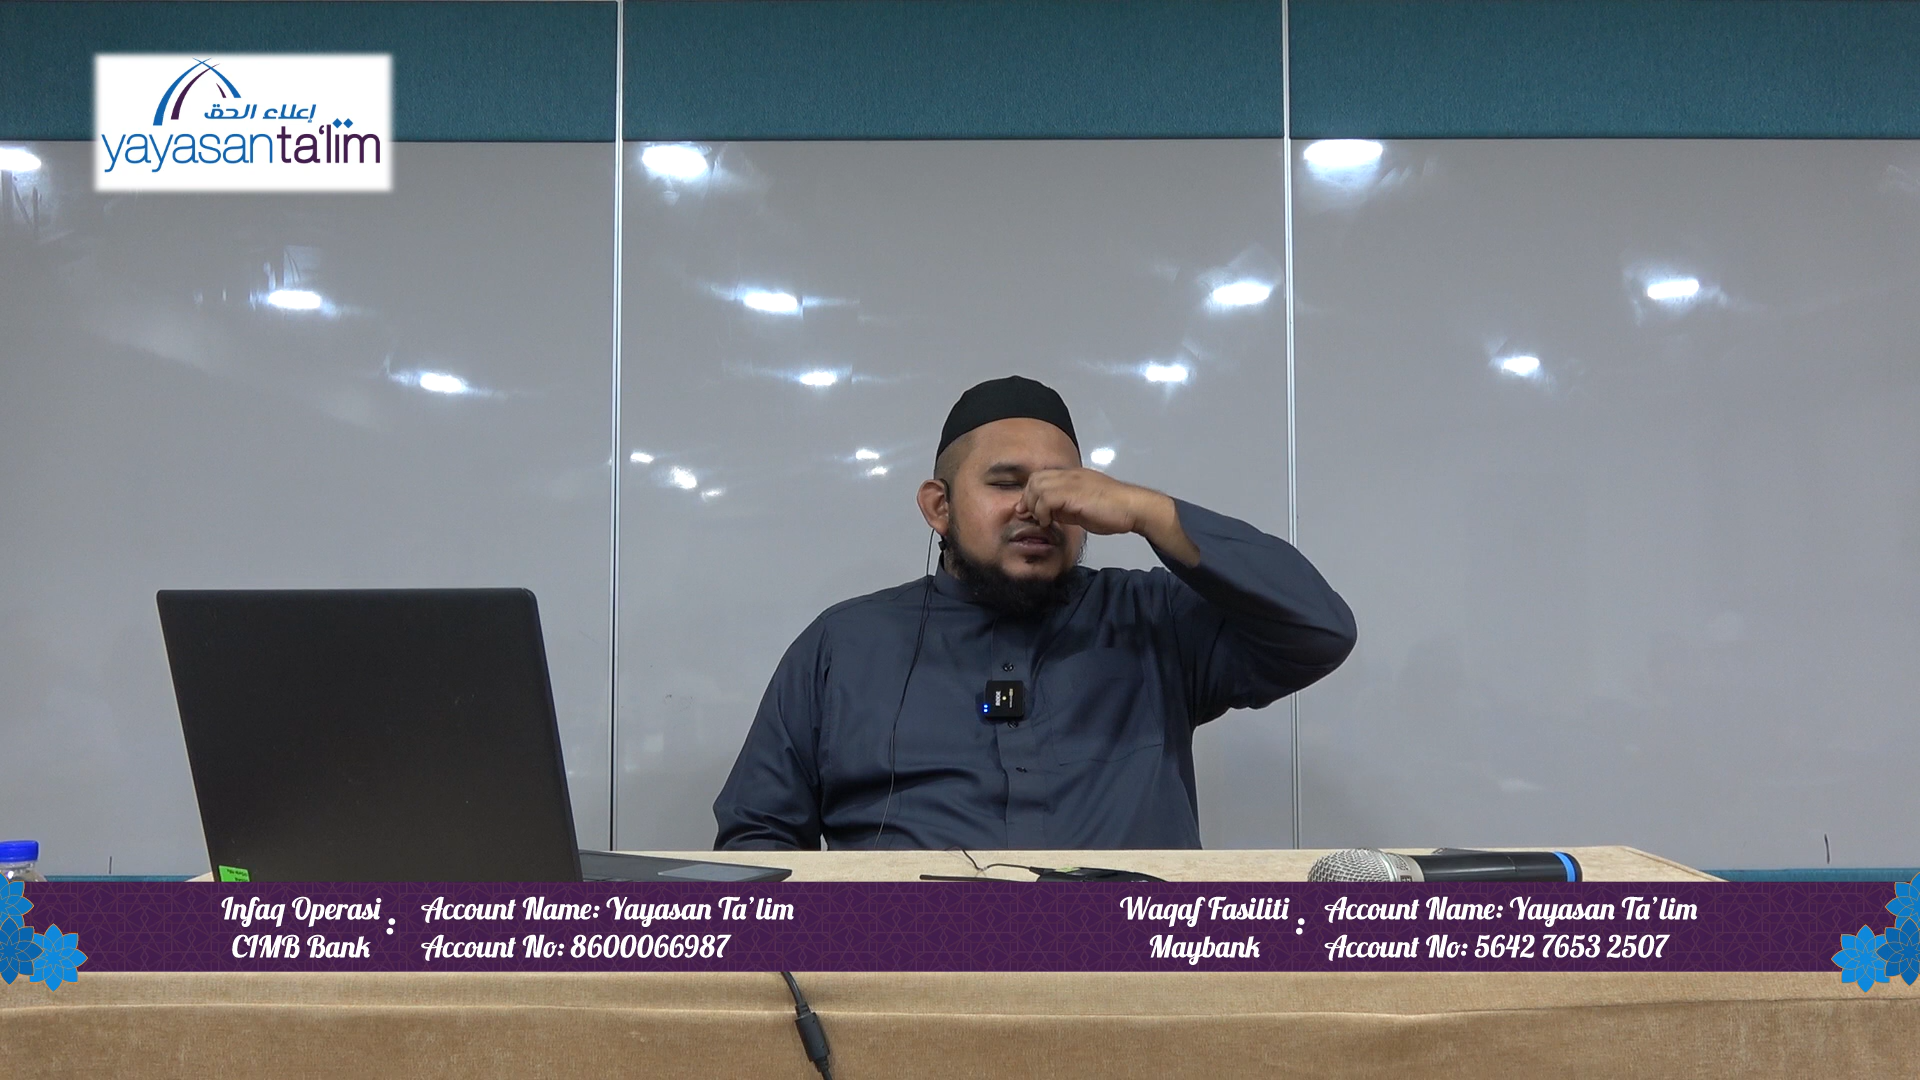 إعلاء الحق
yayasanta'lim
RODE
Infaq Operasi : Account Name: Yayasan Ta'lim
CIMB Bank Account No: 8600066987
Waqaf Fasiliti : Account Name: Yayasan Ta'lim
Maybank Account No: 5642 7653 2507